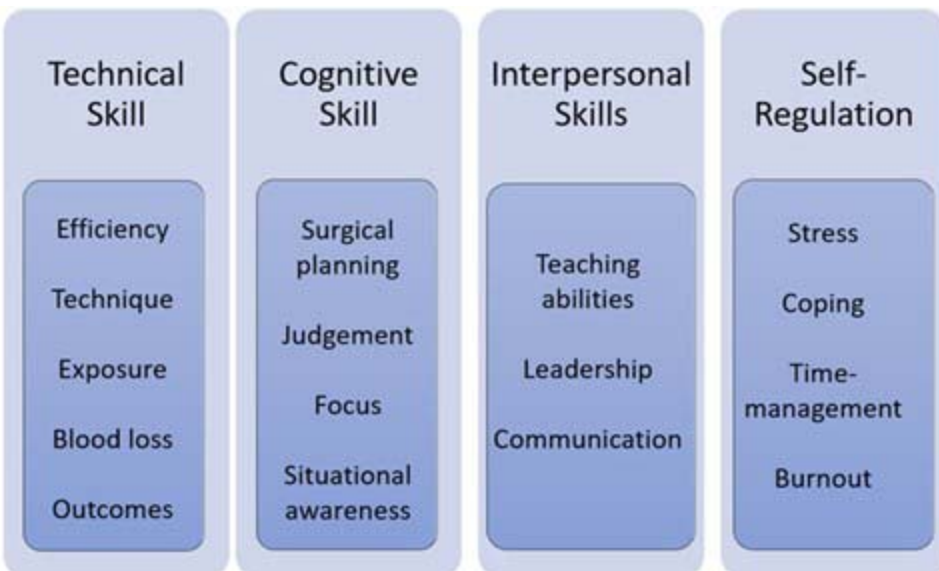 Technical
Skill
Efficiency
Technique
Exposure
Blood loss
Outcomes
Cognitive
Skill
Surgical
planning
Judgement
Focus
Situational
awareness
Interpersonal
Skills
Teaching
abilities
Leadership
Communication
Self-
Regulation
Stress
Coping
Time-
management
Burnout